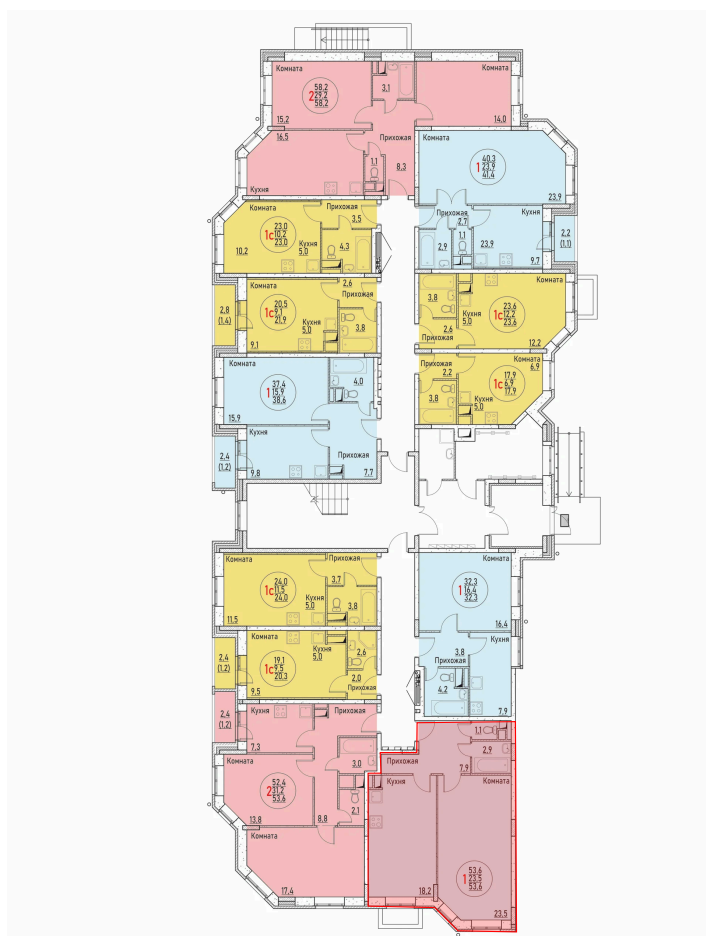 Комната
58,2
2 29,2
58,2
15,2
3,1
Комната
14,0
16,5
Кухня
Прихожая
1,1
8,3
Комната
40,3
1 23,9
41,4
23,9
Комната
23,0
1с 10,2
23,0
10,2
Прихожая
3,5
Кухня
5,0
4,3
Прихожая
2,7
1,1
2,9
23,9
Кухня
9,7
2,2
(1,1)
2,8
(1,4)
Комната
20,5
1с 9,1
21,9
9,1
Кухня
5,0
2,6
Прихожая
3,8
3,8
2,6
Прихожая
Кухня
5,0
Комната
23,6
1с 12,2
23,6
12,2
Прихожая
2,2
3,8
Кухня
5,0
Комната
6,9
17,9
1с 6,9
17,9
Комната
37,4
1 15,9
38,6
15,9
4,0
Кухня
9,8
Прихожая
7,7
2,4
(1,2)
Комната
24,0
1с 11,5
24,0
11,5
Прихожая
3,7
Кухня
5,0
3,8
Комната
32,3
1 16,4
32,3
16,4
2,4
(1,2)
Комната
19,1
1с 9,5
20,3
9,5
Кухня
5,0
2,6
2,0
Прихожая
3,8
Прихожая
4,2
Кухня
7,9
2,4
(1,2)
Кухня
7,3
Прихожая
3,0
Комната
52,4
2 31,2
53,6
13,8
8,8
2,1
Комната
17,4
1,1
2,9
Прихожая
7,9
Кухня
18,2
Комната
53,6
1 23,5
53,6
23,5